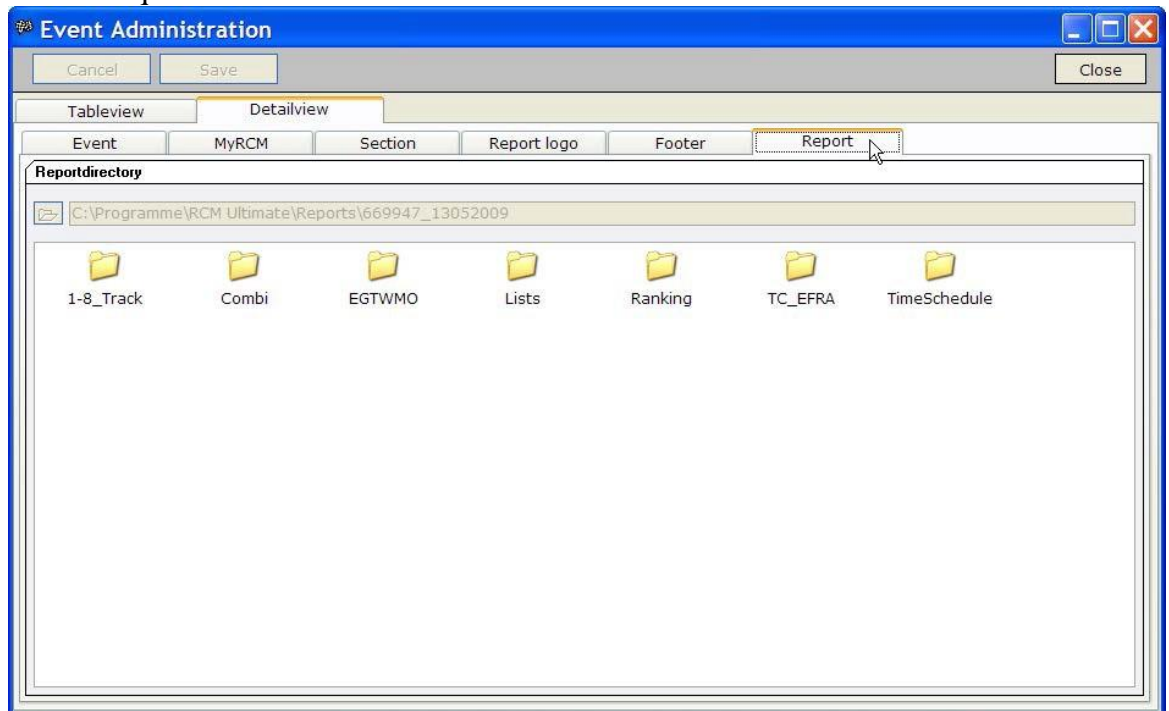 Event Administration
Cancel Save Close
Tableview Detailview
Event MyRCM Section Report logo Footer Report
Reportdirectory
C:\Programme\RCM Ultimate\Reports\669947_13052009
1-8_Track Combi EGTWMO Lists Ranking TC_EFRA TimeSchedule